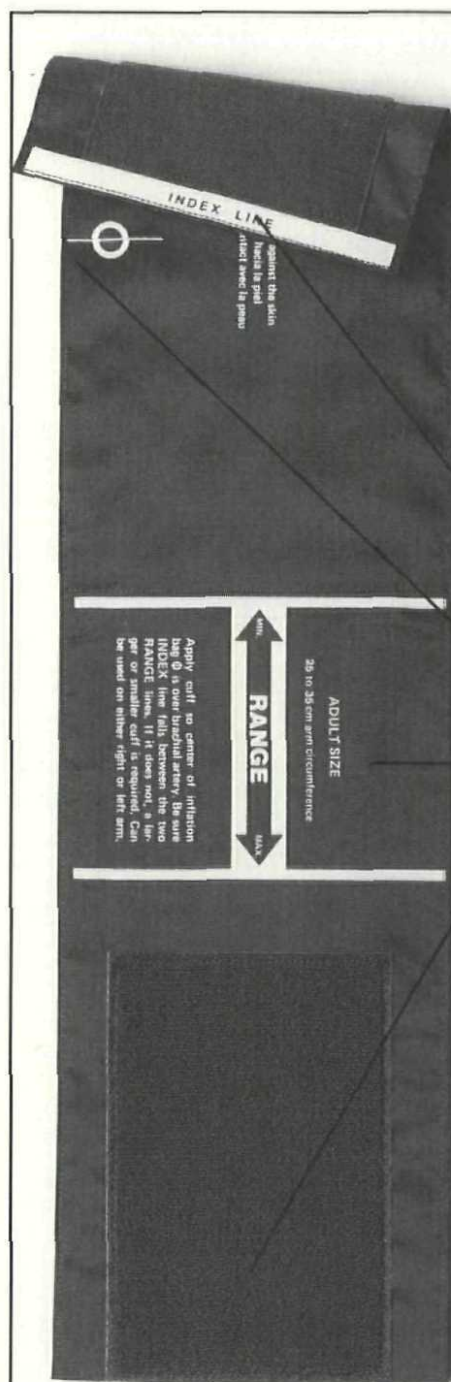 INDEX LINE
against the skin
hacia la piel
ntact avec la peau
ADULT SIZE
25 to 35 cm arm circumference
MIN.
RANGE
MAX.
Apply cuff so center of inflation
bag Φ is over brachial artery. Be sure
INDEX line falls between the two
RANGE lines. If it does not, a lar-
ger or smaller cuff is required. Can
be used on either right or left arm.